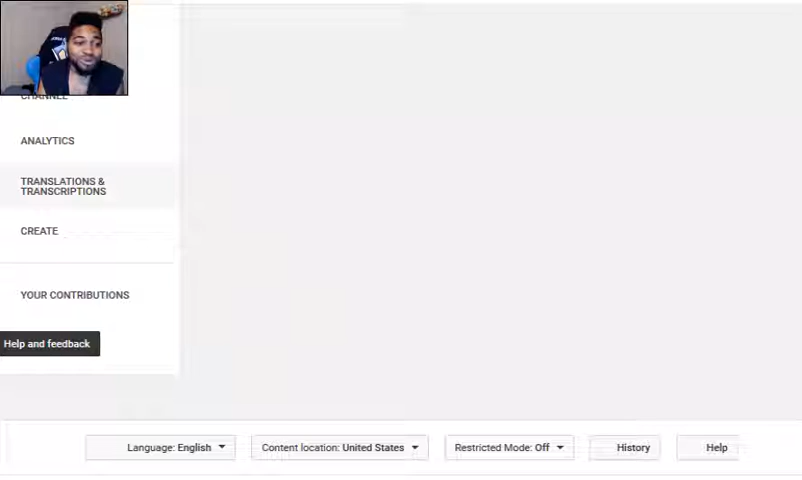 CHANNEL
ANALYTICS
TRANSLATIONS &
TRANSCRIPTIONS
CREATE
YOUR CONTRIBUTIONS
Help and feedback
Language: English
Content location: United States
Restricted Mode: Off
History
Help